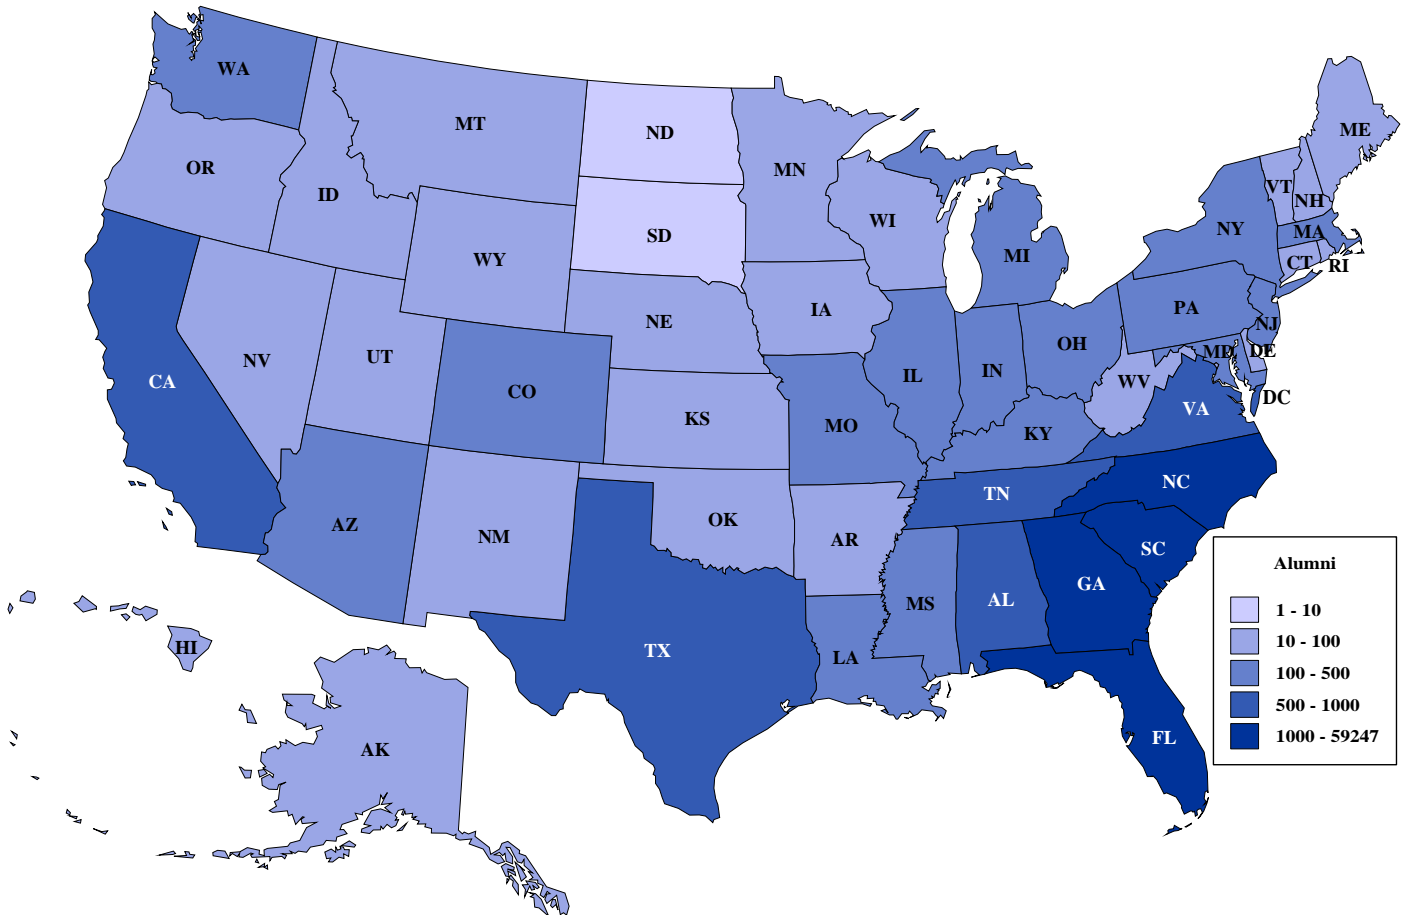 WA
MT
ND
ME
OR
ID
MN
VT
NH
WI
SD
NY
MA
WY
MI
CT
RI
IA
PA
NE
NJ
NV
UT
OH
MD
DE
CA
CO
IL
IN
WV
DC
KS
MO
KY
VA
NC
TN
AZ
NM
OK
AR
SC
GA
MS
AL
HI
TX
LA
AK
FL
Alumni
1 - 10
10 - 100
100 - 500
500 - 1000
1000 - 59247